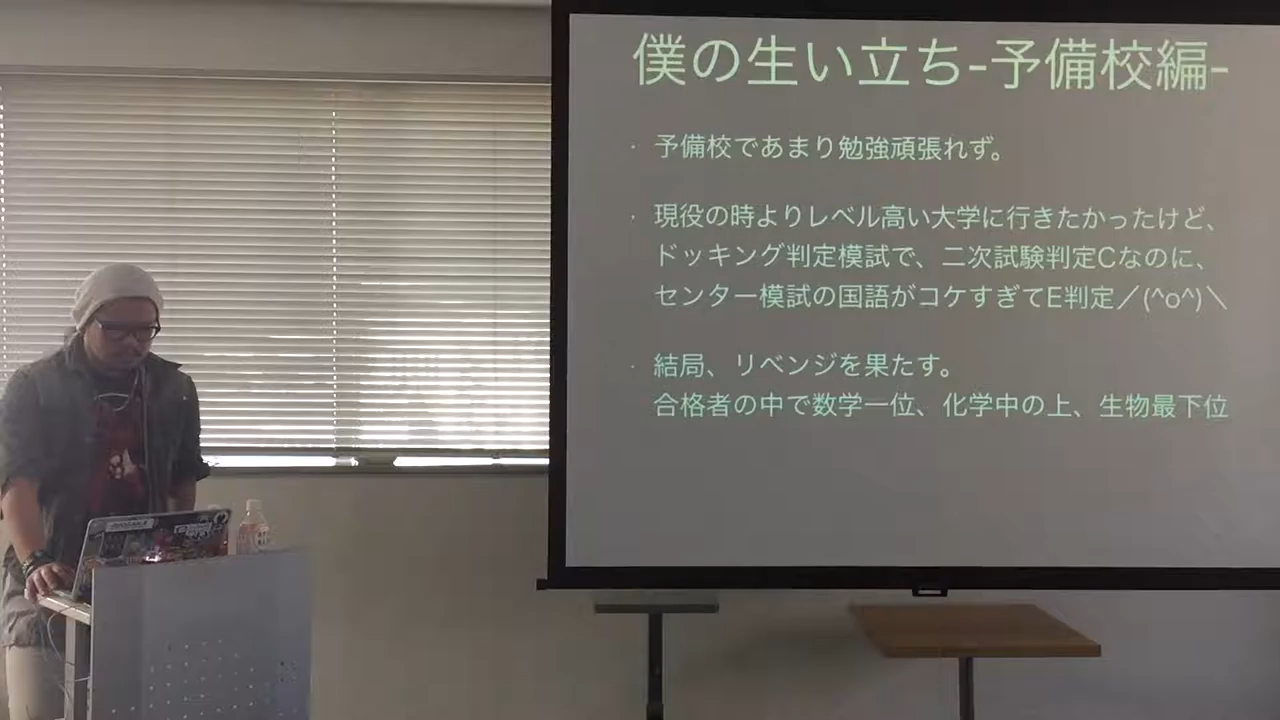 僕の生い立ち-予備校編-
・ 予備校であまり勉強頑張れず。
・ 現役の時よりレベル高い大学に行きたかったけど、
ドッキング判定模試で、二次試験判定Cなのに、
センター模試の国語がコケすぎてE判定／(^o^)＼
・ 結局、リベンジを果たす。
合格者の中で数学一位、化学中の上、生物最下位